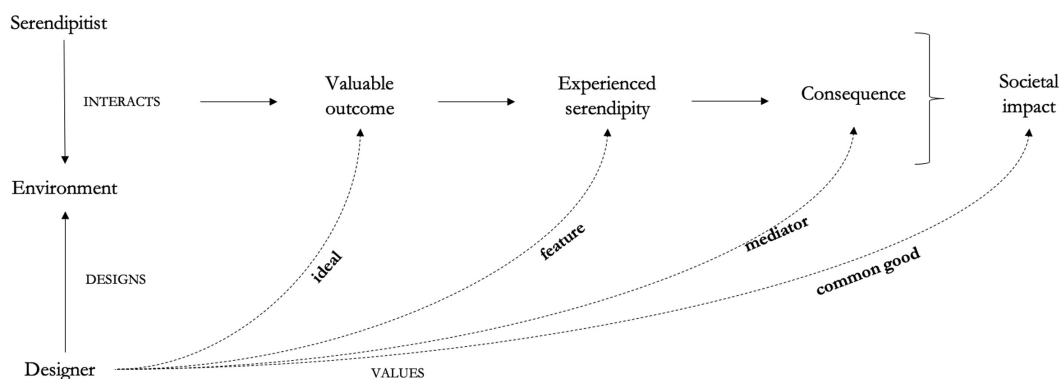 Serendipitist
INTERACTS
Valuable
outcome
Experienced
serendipity
Consequence
Societal
impact
Environment
ideal
feature
mediator
common good
DESIGNS
Designer
VALUES